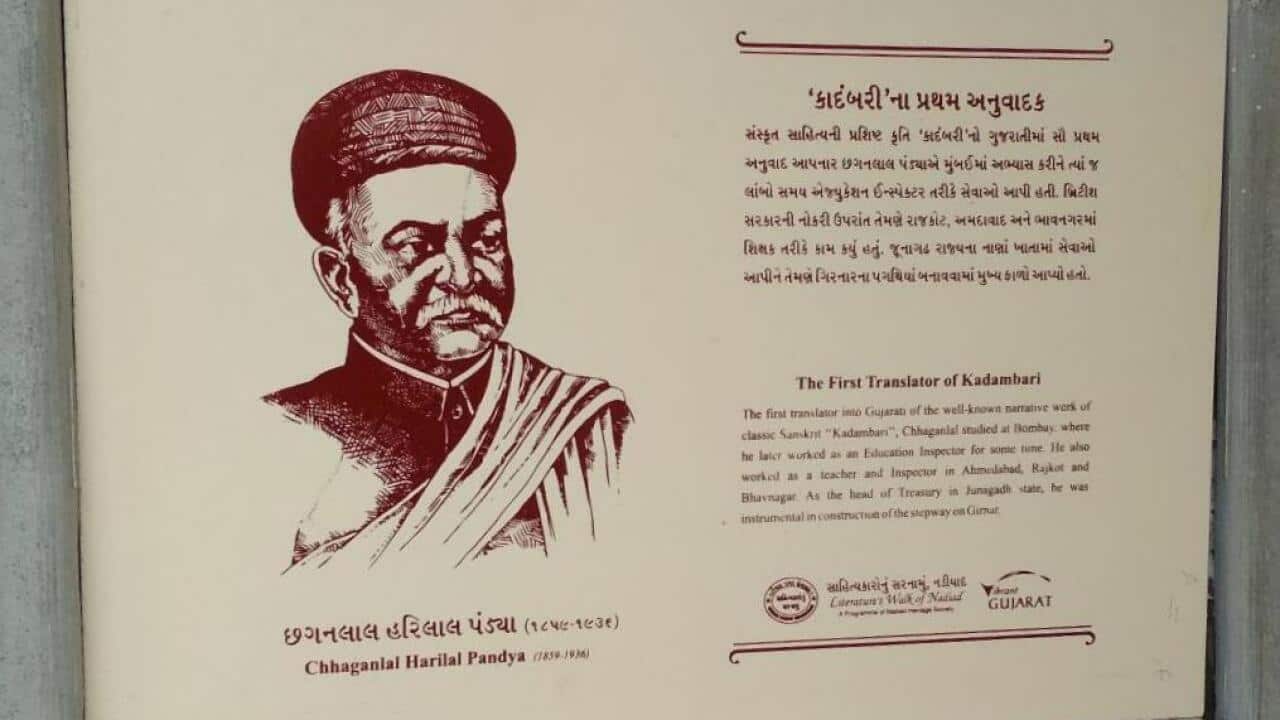 'કાદંબરી'ના પ્રથમ અનુવાદક
સંસ્કૃત સાહિત્યની પ્રશિષ્ટ કૃતિ 'કાદંબરી'નો ગુજરાતીમાં સૌ પ્રથમ
અનુવાદ આપનાર છગનલાલ પંડ્યાએ મુંબઈમાં અભ્યાસ કરીને ત્યાં જ
લાંબો સમય એજ્યુકેશન ઈન્સ્પેક્ટર તરીકે સેવાઓ આપી હતી. બ્રિટીશ
સરકારની નોકરી ઉપરાંત તેમણે રાજકોટ, અમદાવાદ અને ભાવનગરમાં
શિક્ષક તરીકે કામ કર્યું હતું. જૂનાગઢ રાજ્યના નાણાં ખાતામાં સેવાઓ
આપીને તેમણે ગિરનારના પગથિયાં બનાવવામાં મુખ્ય ફાળો આપ્યો હતો.
The First Translator of Kadambari
The first translator into Gujarati of the well-known narrative work of
classic Sanskrit "Kadambari", Chhaganlal studied at Bombay, where
he later worked as an Education Inspector for some time. He also
worked as a teacher and Inspector in Ahmedabad, Rajkot and
Bhavnagar. As the head of Treasury in Junagadh state, he was
instrumental in construction of the stepway on Girnar.
સાહિત્યકારોનું સરનામું, નડીયાદ
Literature's Walk of Nadiad
A Programme of Nadiad Heritage Society
Vibrant
GUJARAT
છગનલાલ હરિલાલ પંડ્યા (૧૮૫૯-૧૯૩૬)
Chhaganlal Harilal Pandya (1859-1936)